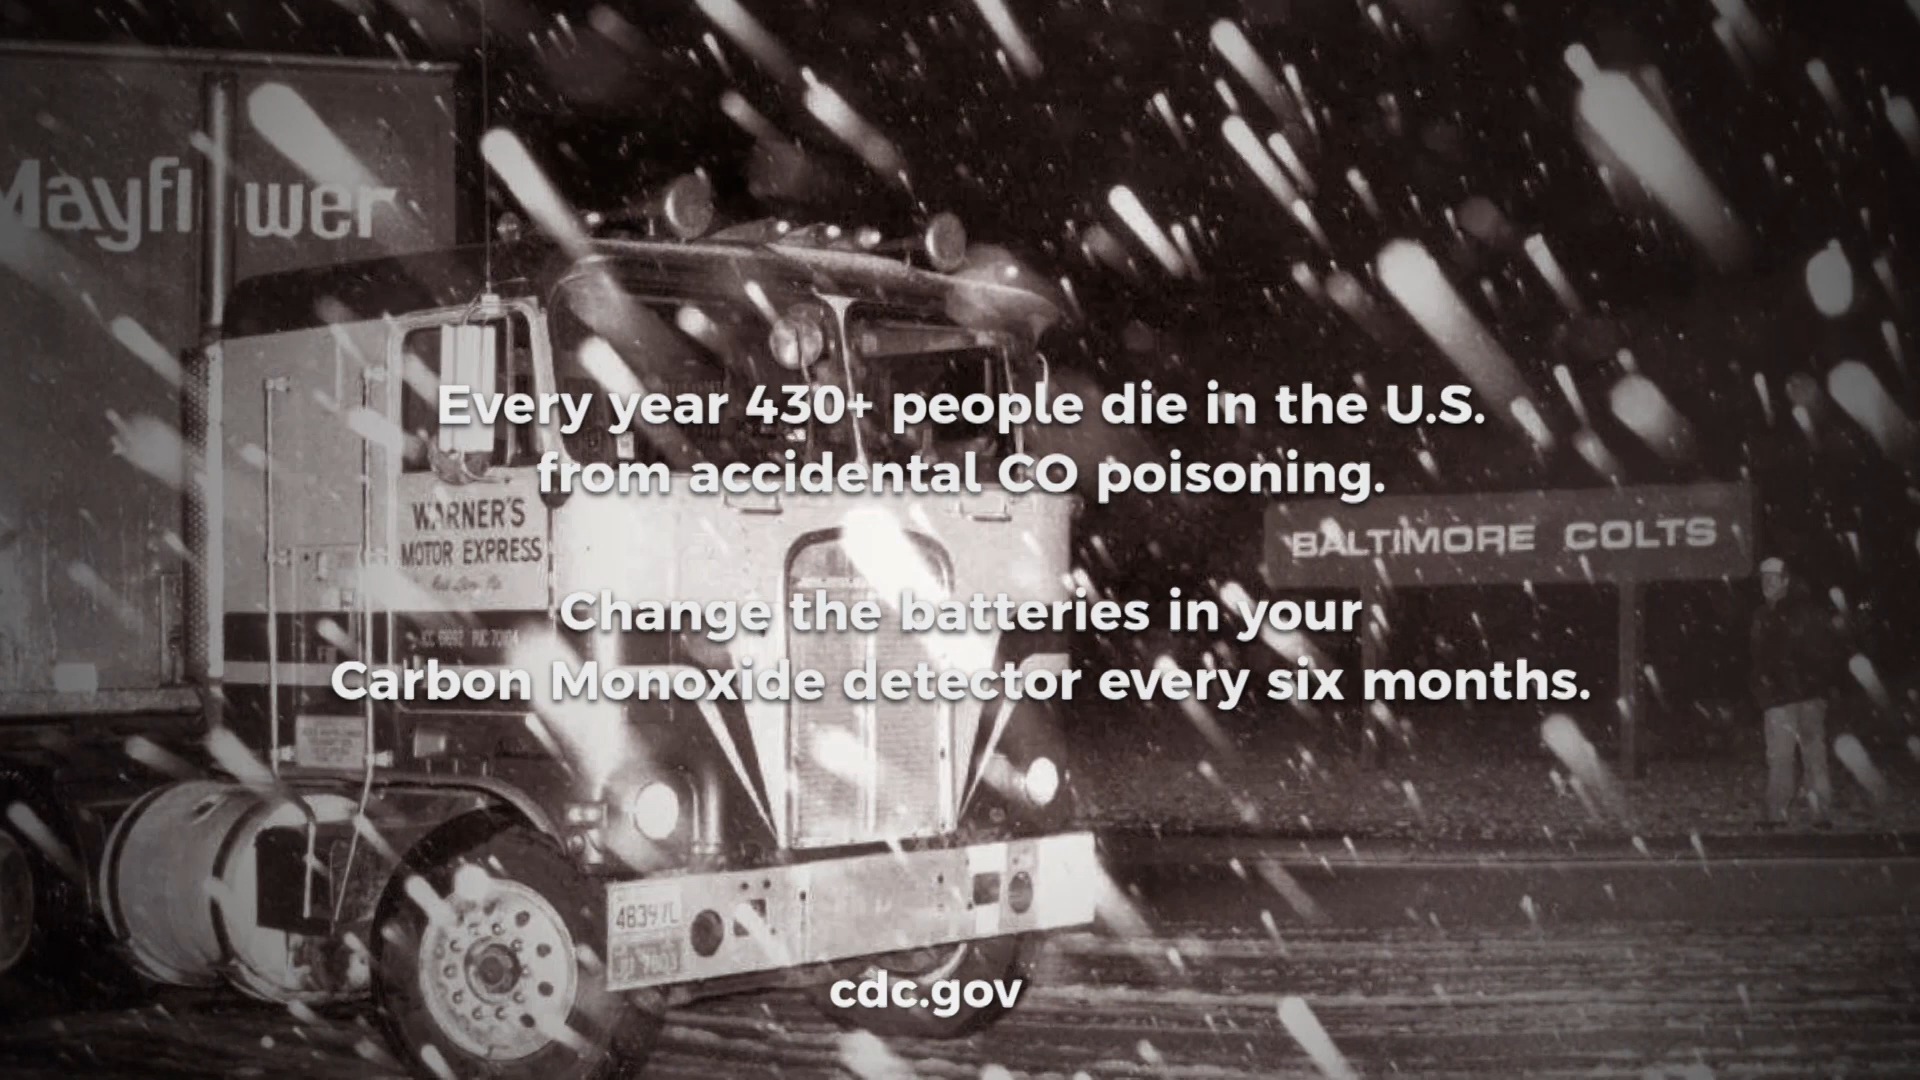 Mayflower
Every year 430+ people die in the U.S.
from accidental CO poisoning.
WARNER'S
MOTOR EXPRESS
BALTIMORE COLTS
Change the batteries in your
Carbon Monoxide detector every six months.
48397L
cdc.gov